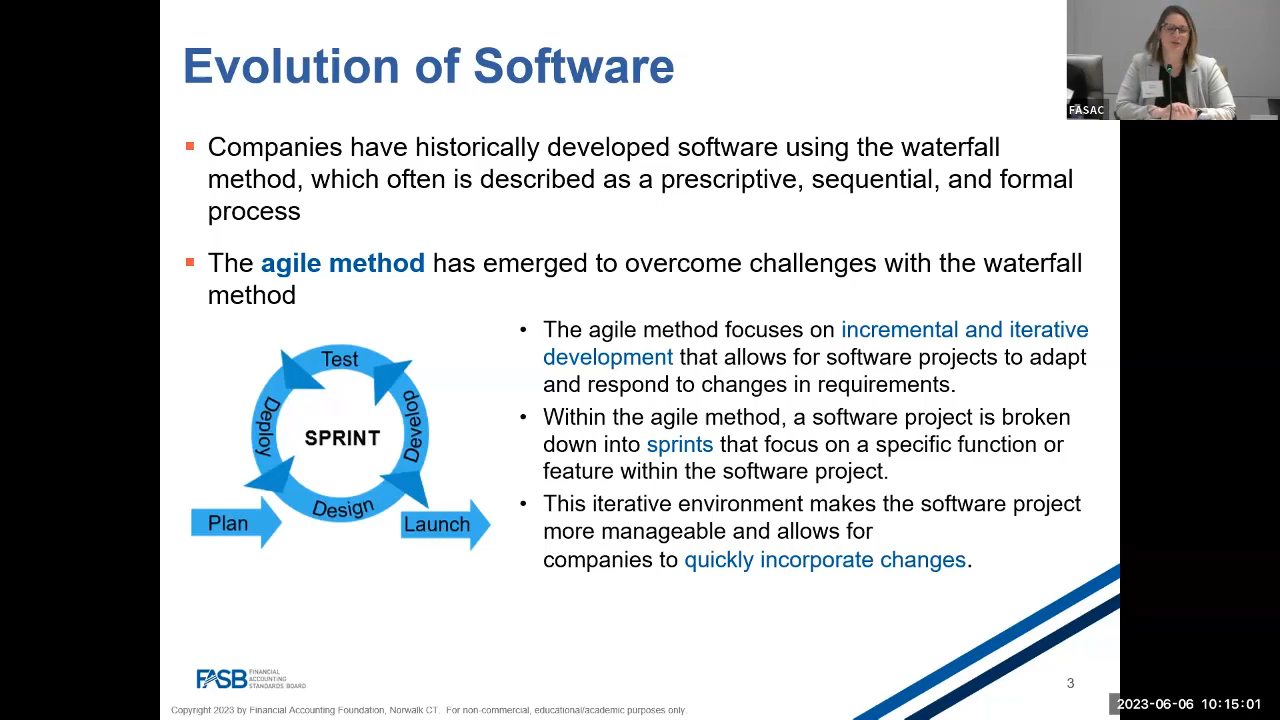 Evolution of Software
FASAC
Companies have historically developed software using the waterfall
method, which often is described as a prescriptive, sequential, and formal
process
The agile method has emerged to overcome challenges with the waterfall
method
Test
Develop
Deploy
SPRINT
Design
Plan
Launch
• The agile method focuses on incremental and iterative
development that allows for software projects to adapt
and respond to changes in requirements.
• Within the agile method, a software project is broken
down into sprints that focus on a specific function or
feature within the software project.
• This iterative environment makes the software project
more manageable and allows for
companies to quickly incorporate changes.
FASB FINANCIAL
ACCOUNTING
STANDARDS BOARD
3
2023-06-06 10:15:01
Copyright 2023 by Financial Accounting Foundation, Norwalk CT. For non-commercial, educational/academic purposes only.